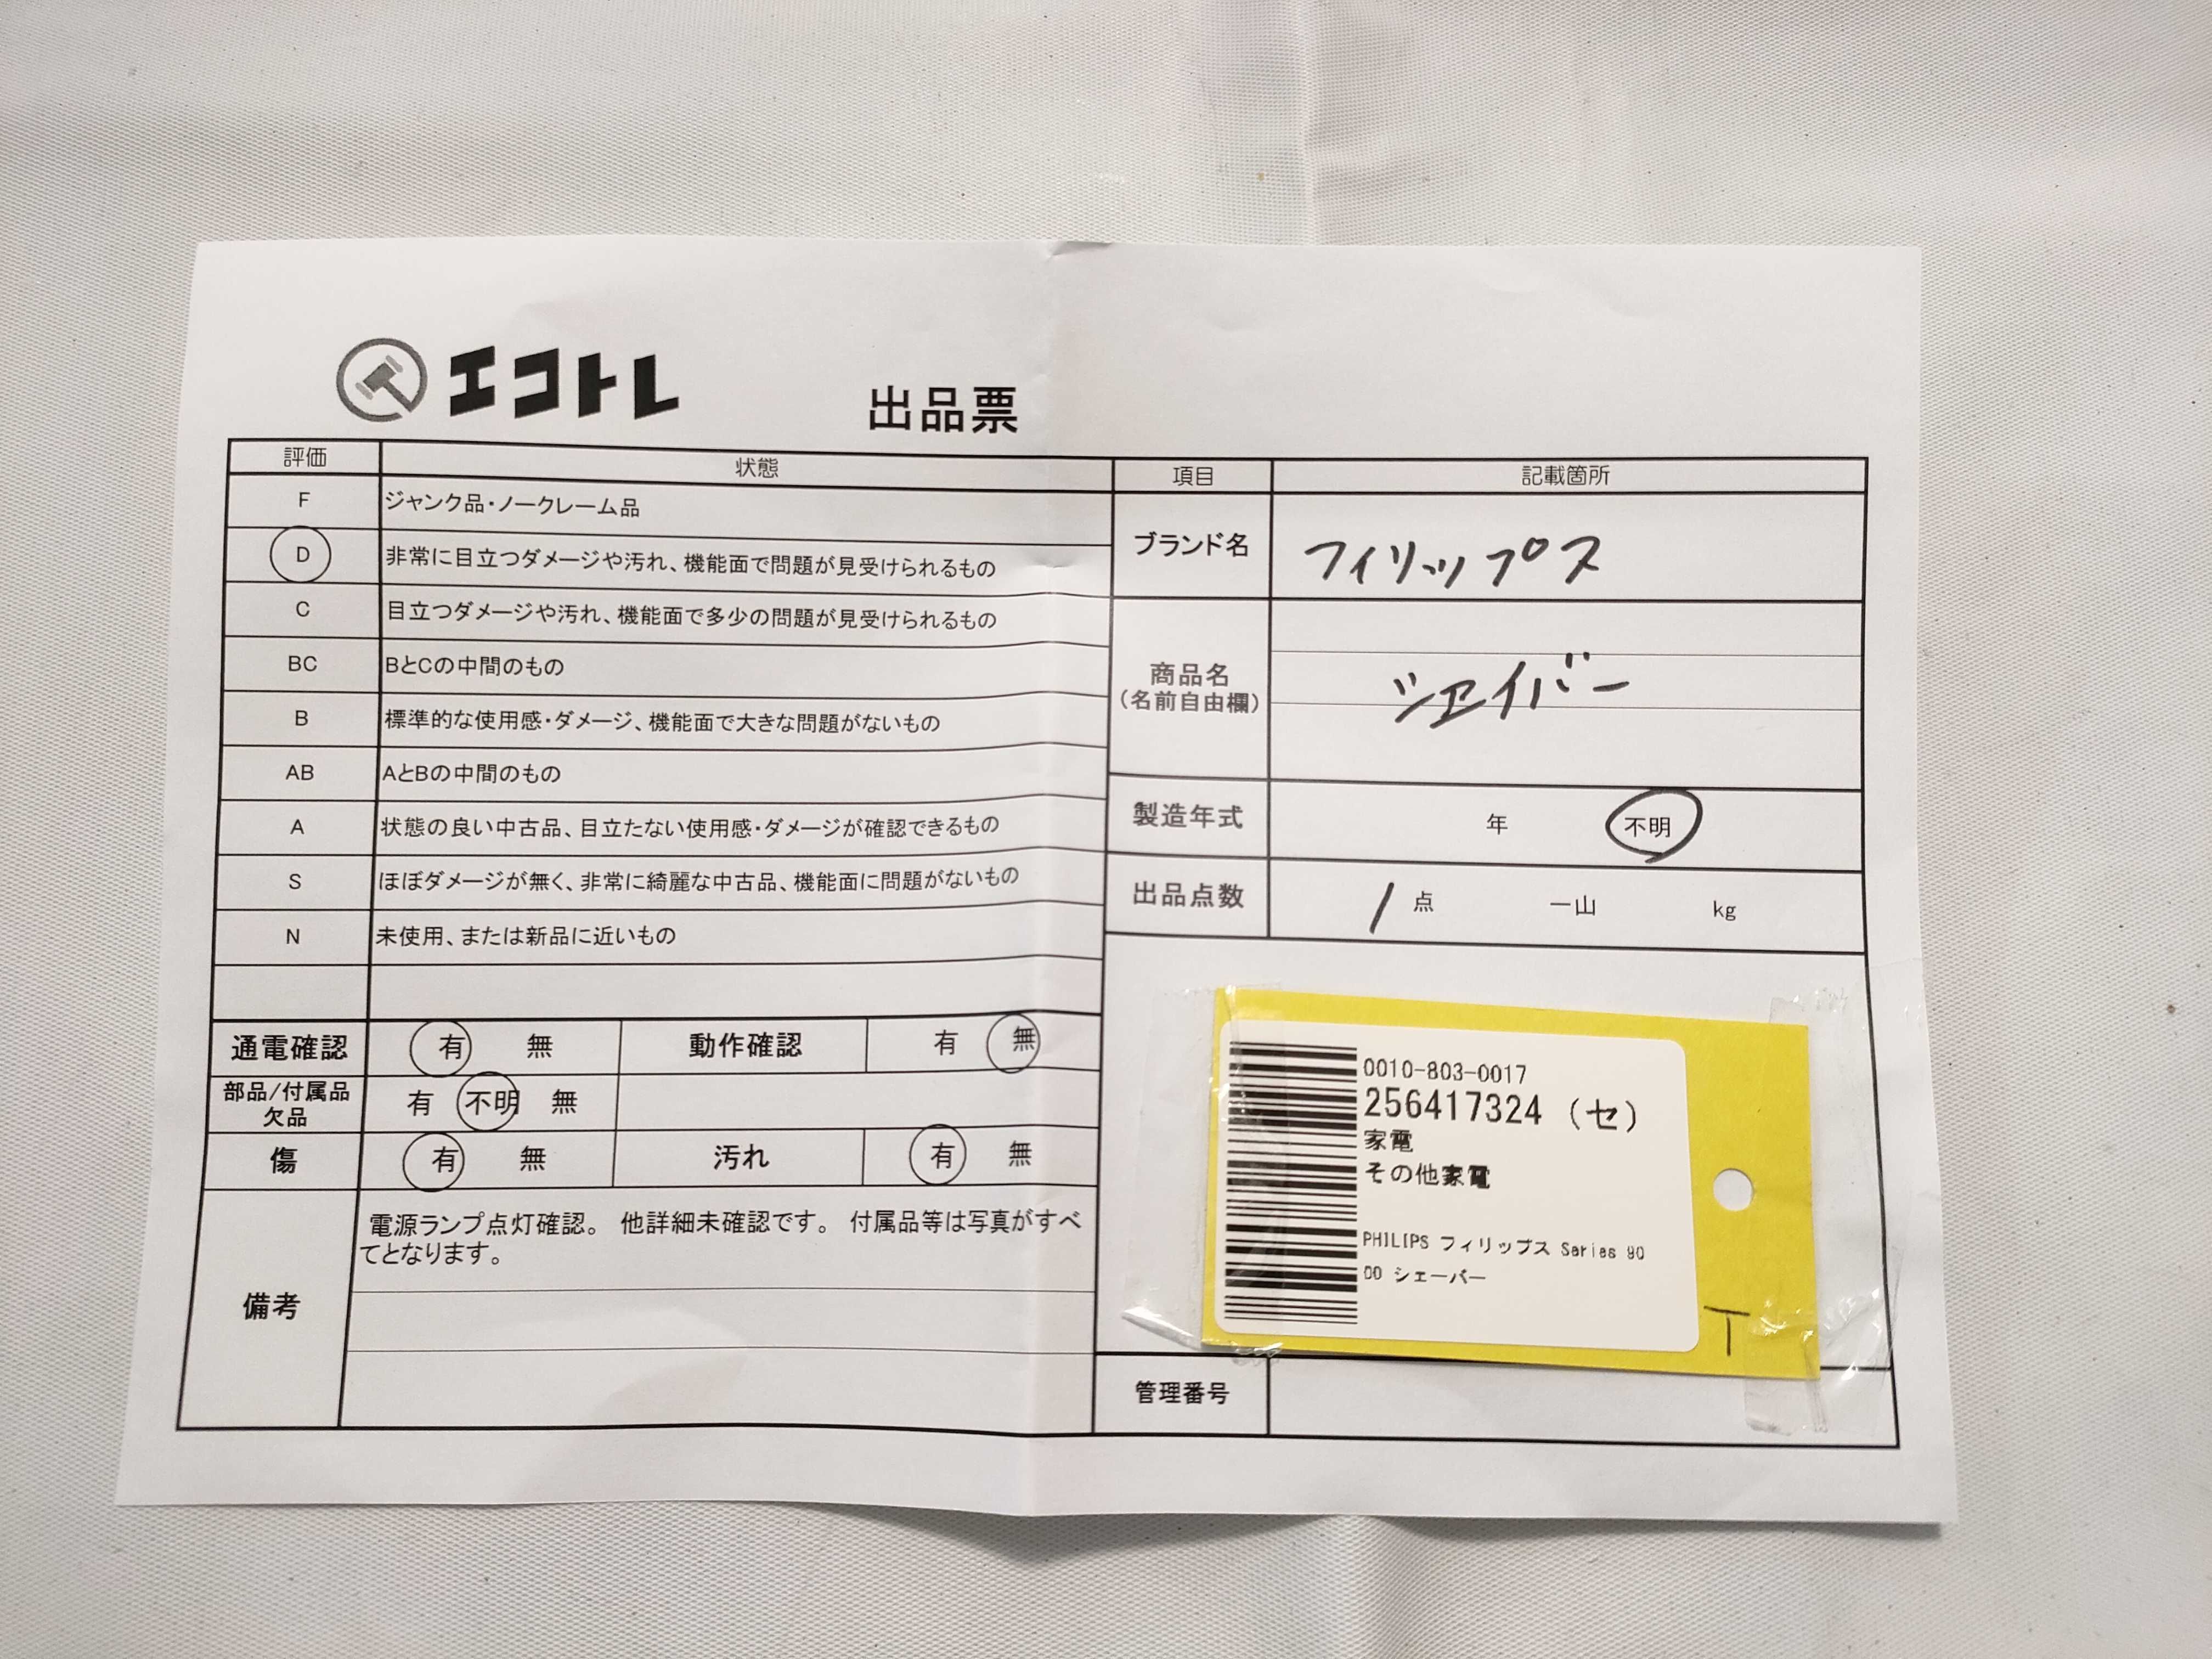 エコトレ
出品票
評価 状態
F ジャンク品・ノークレーム品
D 非常に目立つダメージや汚れ、機能面で問題が見受けられるもの
C 目立つダメージや汚れ、機能面で多少の問題が見受けられるもの
BC BとCの中間のもの
B 標準的な使用感・ダメージ、機能面で大きな問題がないもの
AB AとBの中間のもの
A 状態の良い中古品、目立たない使用感・ダメージが確認できるもの
S ほぼダメージが無く、非常に綺麗な中古品、機能面に問題がないもの
N 未使用、または新品に近いもの
通電確認 有 無 動作確認 有 無
部品/付属品
欠品
有 不明 無
傷 有 無 汚れ 有 無
備考
電源ランプ点灯確認。 他詳細未確認です。 付属品等は写真がすべ
てとなります。
項目 記載箇所
ブランド名 フィリップス
商品名
(名前自由欄)
シェイバー
製造年式 年 不明
出品点数 1 点 一山 kg
0010-803-0017
256417324 (セ)
家電
その他家電
PHILIPS フィリップス Series 90
00 シェーバー
T
管理番号